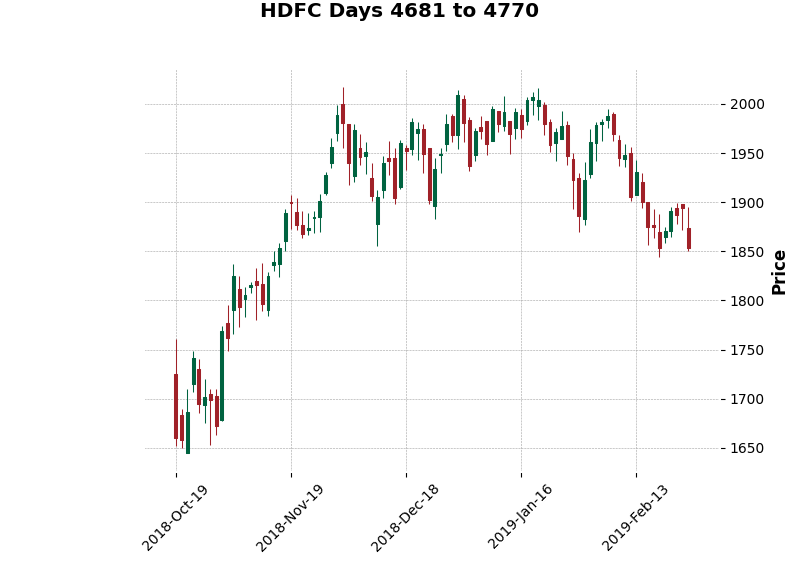 HDFC Days 4681 to 4770
2000
1950
1900
1850
1800
1750
1700
1650
Price
2018-Oct-19
2018-Nov-19
2018-Dec-18
2019-Jan-16
2019-Feb-13